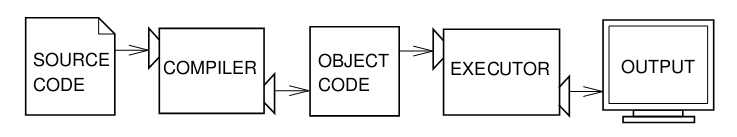 SOURCE
CODE
COMPILER
OBJECT
CODE
EXECUTOR
OUTPUT